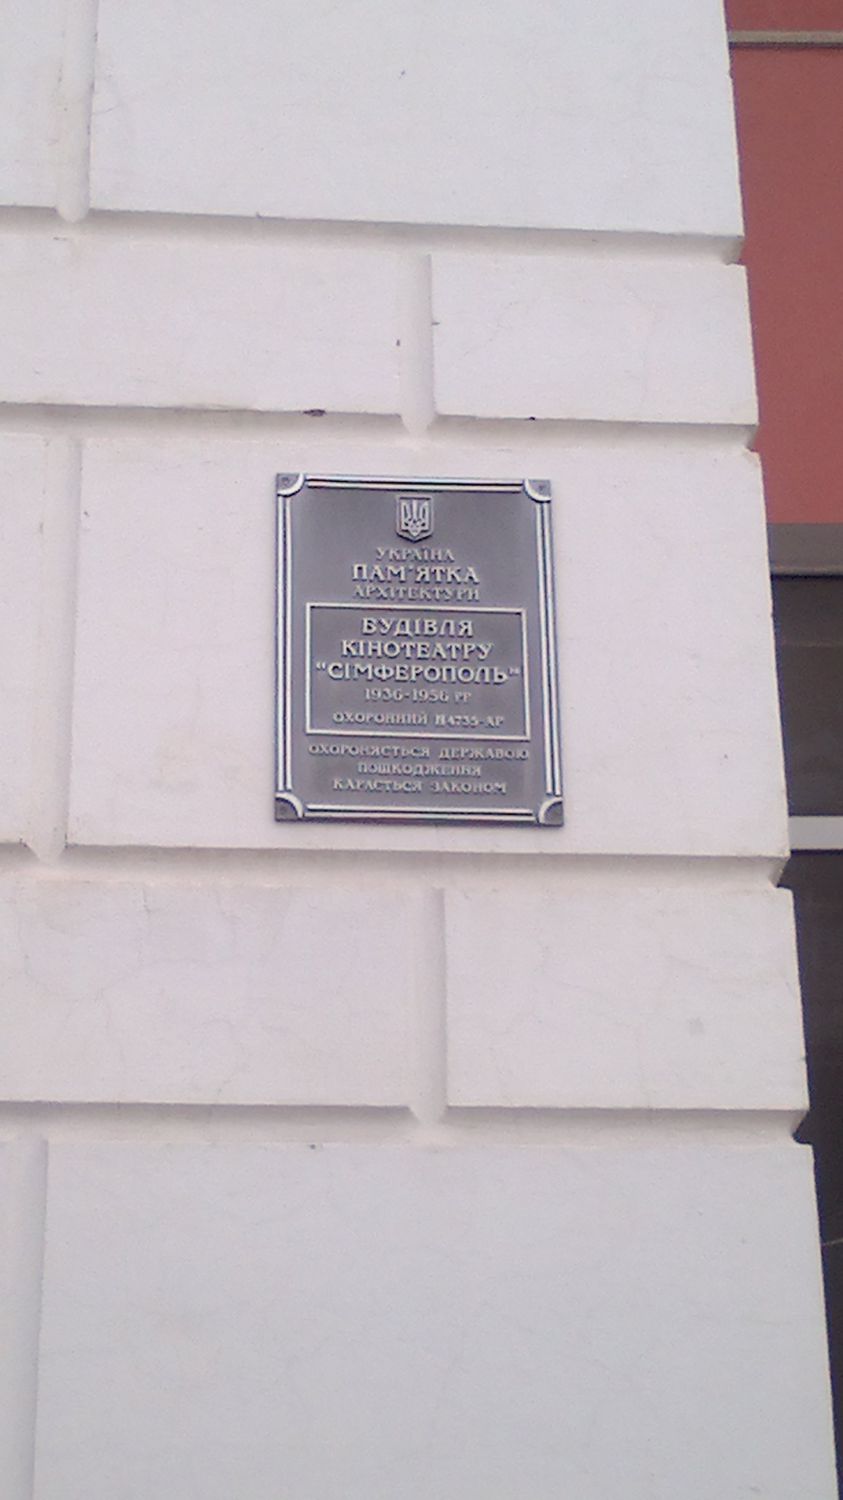 УКРАЇНА
ПАМ'ЯТКА
АРХІТЕКТУРИ
БУДІВЛЯ
КІНОТЕАТРУ
"СІМФЕРОПОЛЬ"
1936-1956 РР
ОХОРОННИЙ №4735-АР
ОХОРОНЯЄТЬСЯ ДЕРЖАВОЮ
ПОШКОДЖЕННЯ
КАРАЄТЬСЯ ЗАКОНОМ